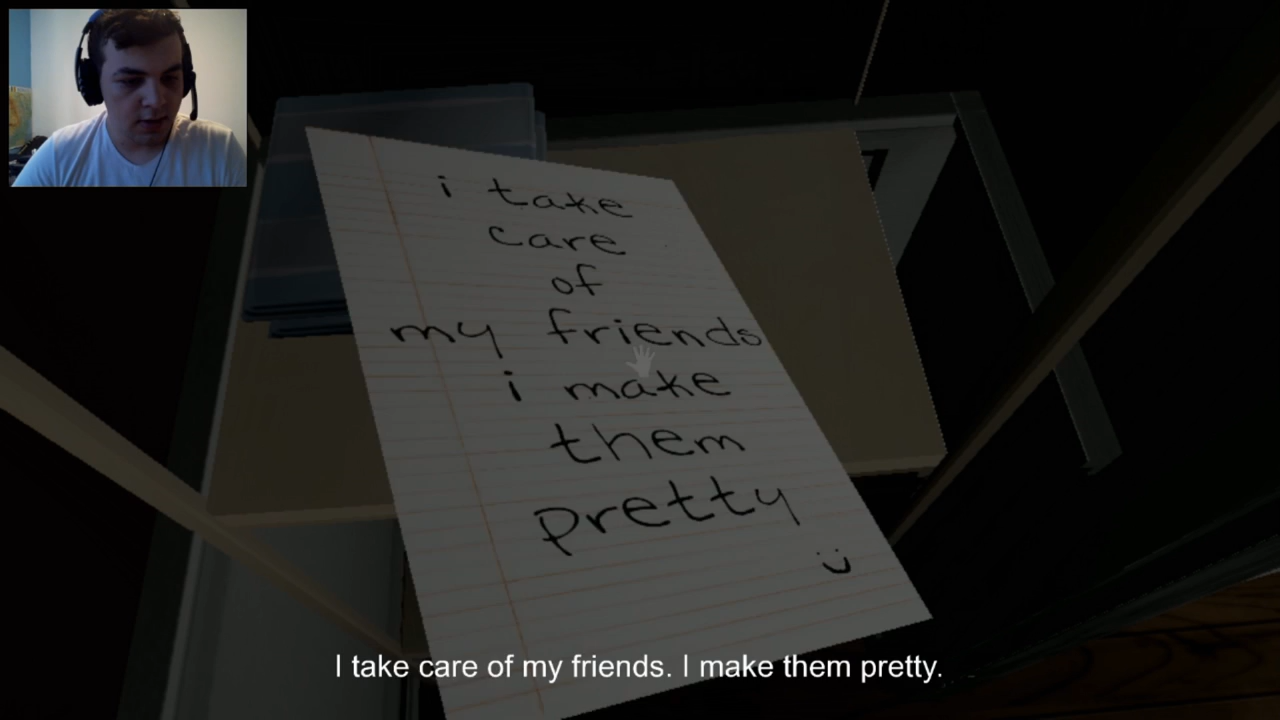 i take
care
of
my friends
i make
them
pretty
I take care of my friends. I make them pretty.